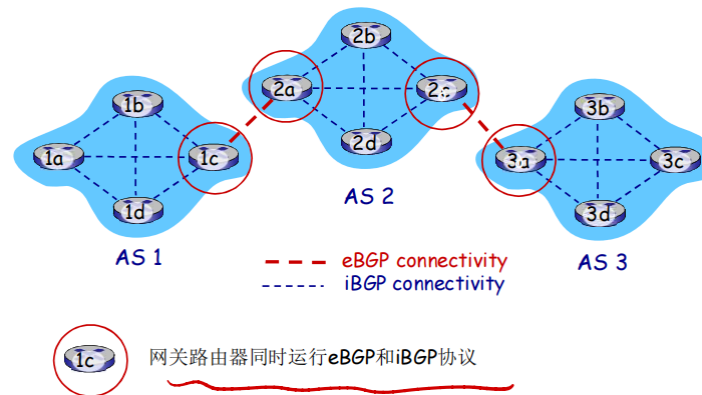 2b
2a
2c
2d
1b
1a
1c
1d
3b
3a
3c
3d
AS 2
AS 1
AS 3
eBGP connectivity
iBGP connectivity
1c
网关路由器同时运行eBGP和iBGP协议